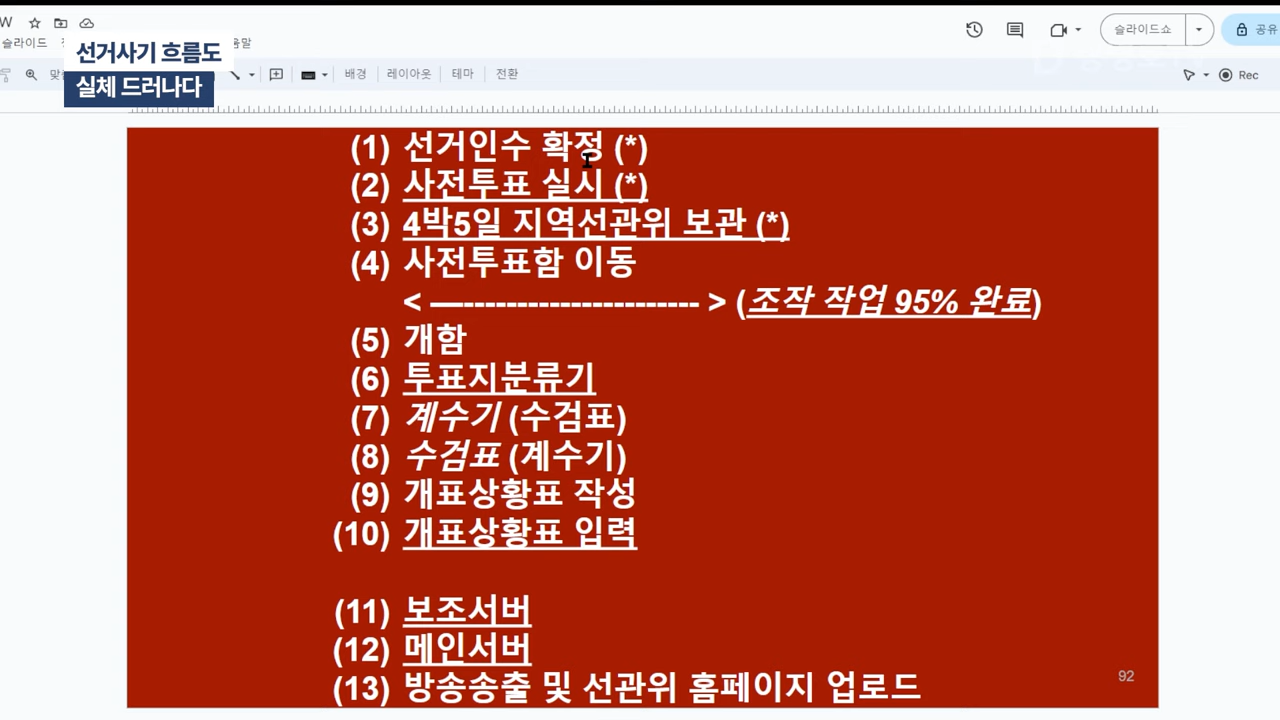 W
슬라이드
움말
선거사기 흐름도
실체 드러나다
맞
배경
레이아웃
테마
전환
슬라이드쇼
공유
Rec
(1) 선거인수 확정 (*)
(2) 사전투표 실시 (*)
(3) 4박5일 지역선관위 보관 (*)
(4) 사전투표함 이동
< —---------------------- > (조작 작업 95% 완료)
(5) 개함
(6) 투표지분류기
(7) 계수기 (수검표)
(8) 수검표 (계수기)
(9) 개표상황표 작성
(10) 개표상황표 입력
(11) 보조서버
(12) 메인서버
(13) 방송송출 및 선관위 홈페이지 업로드
92